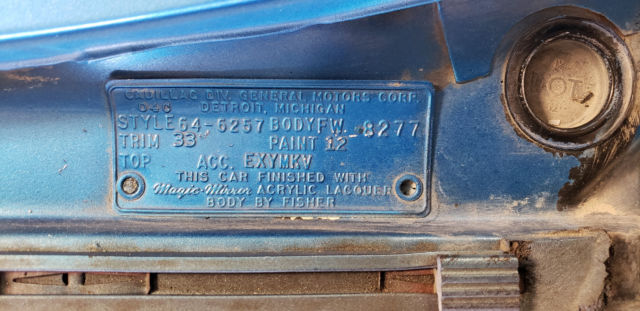 CADILLAC DIV. GENERAL MOTORS CORP.
04C DETROIT, MICHIGAN
STYLE 64-6257 BODY FW 8277
TRIM 33 PAINT 12
TOP ACC. EXYMKV
THIS CAR FINISHED WITH
Magic-Mirror ACRYLIC LACQUER
BODY BY FISHER